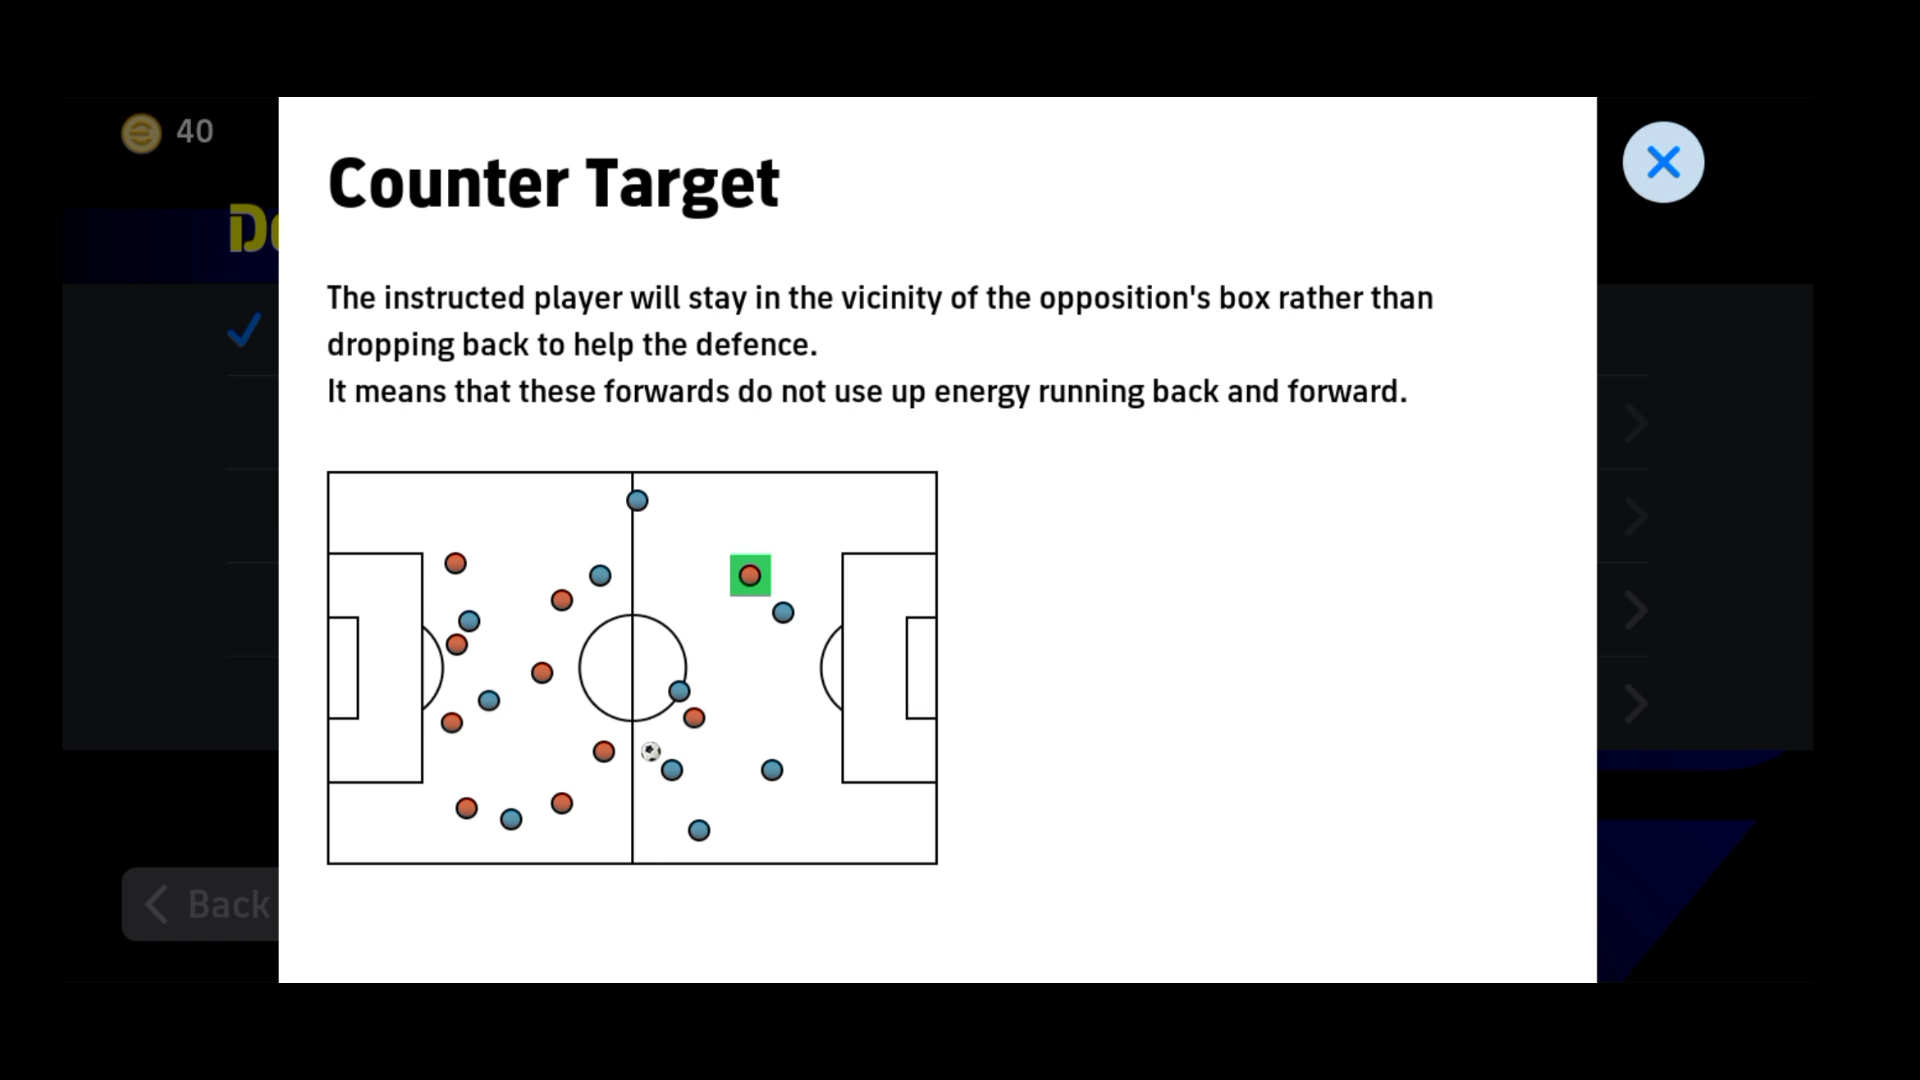 40
Counter Target
The instructed player will stay in the vicinity of the opposition's box rather than
dropping back to help the defence.
It means that these forwards do not use up energy running back and forward.
Back